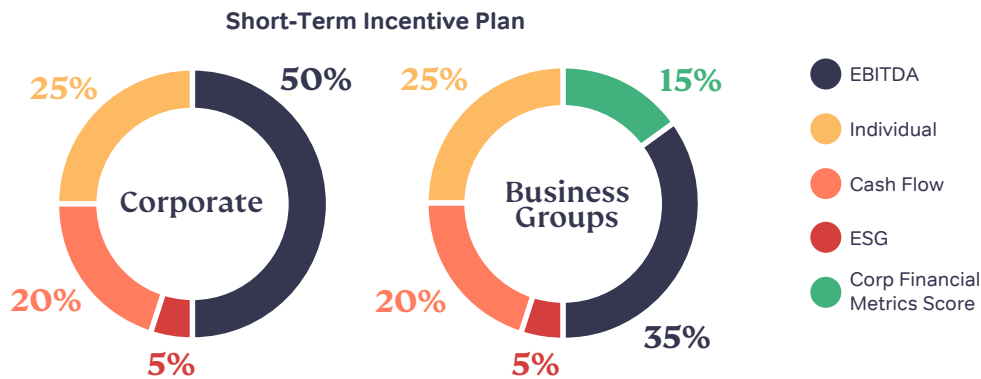 Short-Term Incentive Plan
25%
50%
Corporate
20%
5%
25%
15%
Business
Groups
20%
5%
35%
EBITDA
Individual
Cash Flow
ESG
Corp Financial
Metrics Score